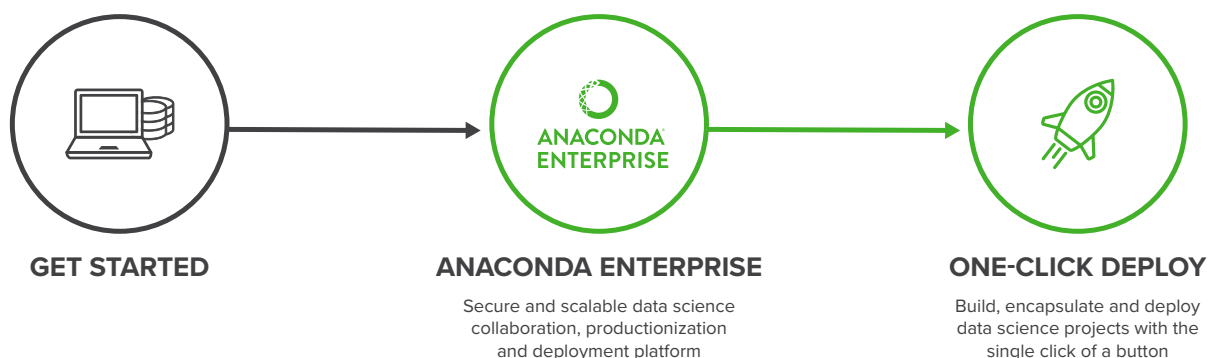 ANACONDA
ENTERPRISE
GET STARTED
ANACONDA ENTERPRISE
Secure and scalable data science
collaboration, productionization
and deployment platform
ONE-CLICK DEPLOY
Build, encapsulate and deploy
data science projects with the
single click of a button